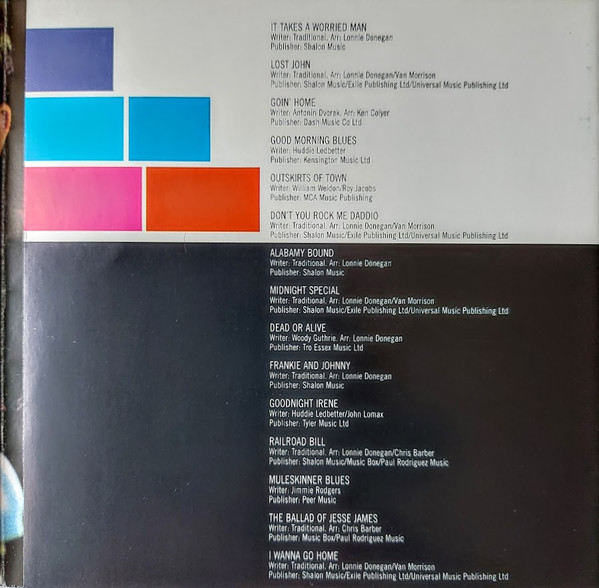 IT TAKES A WORRIED MAN
Writer: Traditional. Arr: Lonnie Donegan
Publisher: Shalon Music
LOST JOHN
Writer: Traditional. Arr: Lonnie Donegan/Van Morrison
Publisher: Shalon Music/Exile Publishing Ltd/Universal Music Publishing Ltd
GOIN' HOME
Writer: Antonin Dvorak. Arr: Ken Colyer
Publisher: Dash Music Co Ltd
GOOD MORNING BLUES
Writer: Huddie Ledbetter
Publisher: Kensington Music Ltd
OUTSKIRTS OF TOWN
Writer: William Weldon/Roy Jacobs
Publisher: MCA Music Publishing
DON'T YOU ROCK ME DADDIO
Writer: Traditional. Arr: Lonnie Donegan/Van Morrison
Publisher: Shalon Music/Exile Publishing Ltd/Universal Music Publishing Ltd
ALABAMY BOUND
Writer: Traditional. Arr: Lonnie Donegan
Publisher: Shalon Music
MIDNIGHT SPECIAL
Writer: Traditional. Arr: Lonnie Donegan/Van Morrison
Publisher: Shalon Music/Exile Publishing Ltd/Universal Music Publishing Ltd
DEAD OR ALIVE
Writer: Woody Guthrie. Arr: Lonnie Donegan
Publisher: Tro Essex Music Ltd
FRANKIE AND JOHNNY
Writer: Traditional. Arr: Lonnie Donegan
Publisher: Shalon Music
GOODNIGHT IRENE
Writer: Huddie Ledbetter/John Lomax
Publisher: Tyler Music Ltd
RAILROAD BILL
Writer: Traditional. Arr: Lonnie Donegan/Chris Barber
Publisher: Shalon Music/Music Box/Paul Rodriguez Music
MULESKINNER BLUES
Writer: Jimmie Rodgers
Publisher: Peer Music
THE BALLAD OF JESSE JAMES
Writer: Traditional. Arr: Chris Barber
Publisher: Music Box/Paul Rodriguez Music
I WANNA GO HOME
Writer: Traditional. Arr: Lonnie Donegan/Van Morrison
Publisher: Shalon Music/Exile Publishing Ltd/Universal Music Publishing Ltd